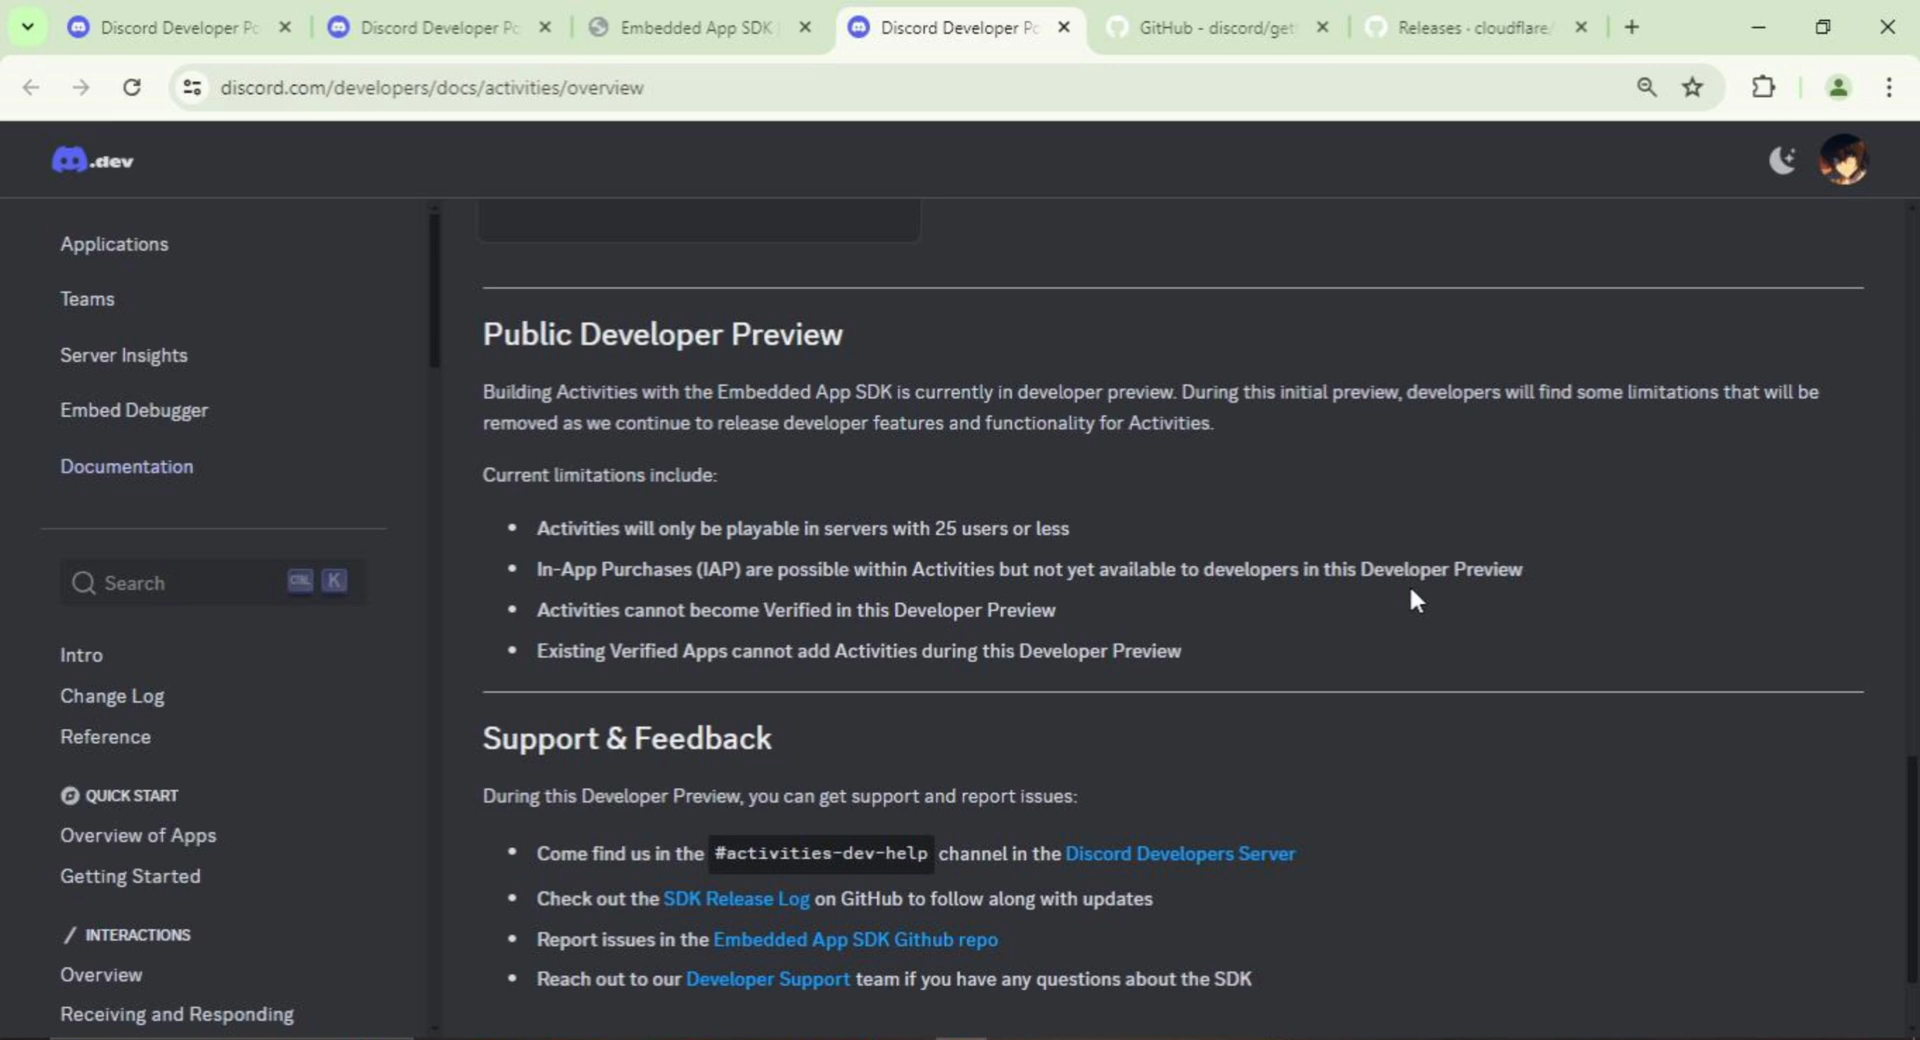 Discord Developer Po
Discord Developer Po
Embedded App SDK
Discord Developer Po
GitHub - discord/get
Releases · cloudflare/
discord.com/developers/docs/activities/overview
.dev
Applications
Teams
Server Insights
Embed Debugger
Documentation
Search
CTRL K
Intro
Change Log
Reference
QUICK START
Overview of Apps
Getting Started
INTERACTIONS
Overview
Receiving and Responding
Public Developer Preview
Building Activities with the Embedded App SDK is currently in developer preview. During this initial preview, developers will find some limitations that will be
removed as we continue to release developer features and functionality for Activities.
Current limitations include:
• Activities will only be playable in servers with 25 users or less
• In-App Purchases (IAP) are possible within Activities but not yet available to developers in this Developer Preview
• Activities cannot become Verified in this Developer Preview
• Existing Verified Apps cannot add Activities during this Developer Preview
Support & Feedback
During this Developer Preview, you can get support and report issues:
• Come find us in the #activities-dev-help channel in the Discord Developers Server
• Check out the SDK Release Log on GitHub to follow along with updates
• Report issues in the Embedded App SDK Github repo
• Reach out to our Developer Support team if you have any questions about the SDK